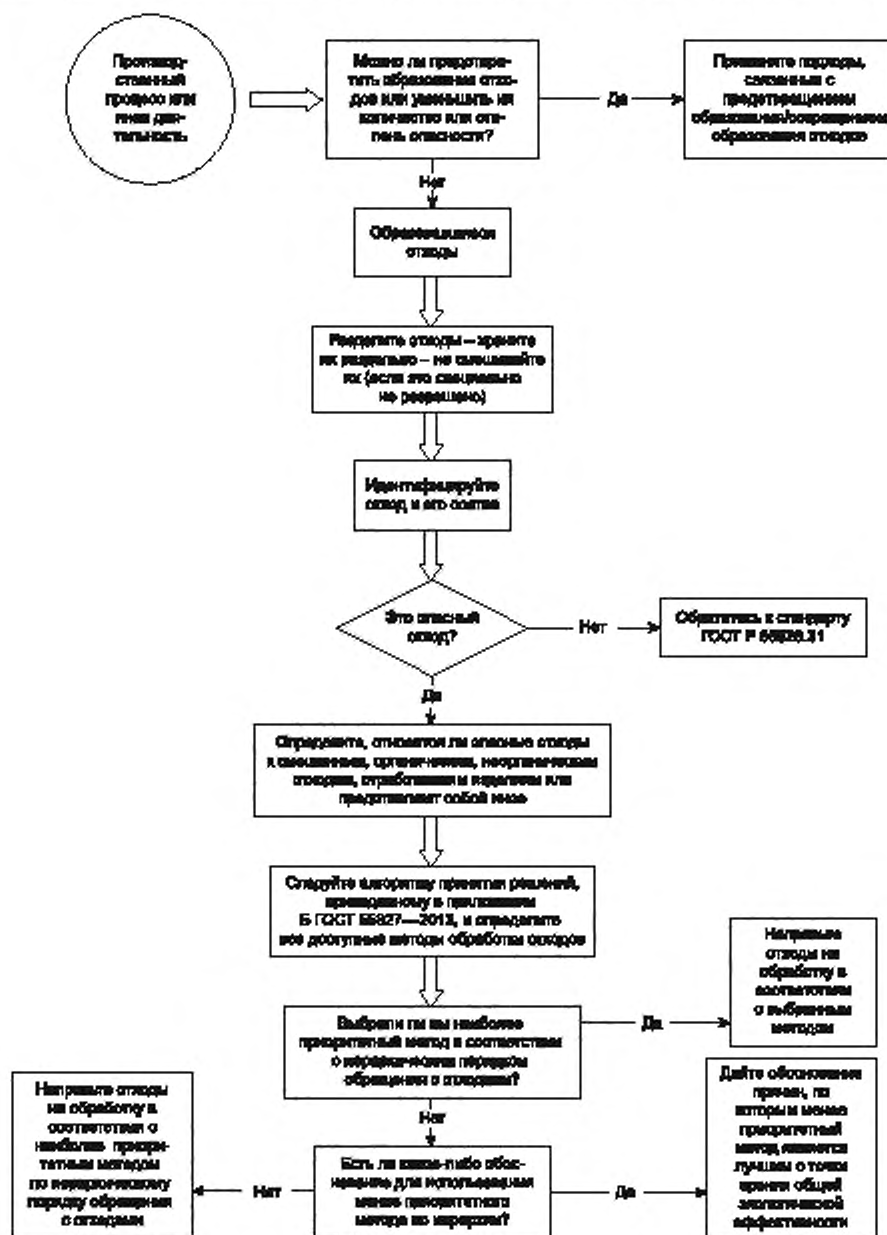 Производ-
ственный
процесс или
иная дея-
тельность
Можно ли предотвра-
тить образование отхо-
дов или уменьшить их
количество или сте-
пень опасности?
Да
Примените подходы,
связанные с
предотвращением
образования/сокращением
образования отходов
Нет
Образовавшиеся
отходы
Разделите отходы – храните
их раздельно – не смешивайте
их (если это специально
не разрешено)
Идентифицируйте
отход и его состав
Это опасный
отход?
Нет
Обратитесь к стандарту
ГОСТ Р
Да
Определите, относятся ли опасные отходы
к смешанным, органическим, неорганическим
отходам, отработавшим изделиям или
представляют собой иное
Следуйте алгоритму принятия решений,
приведенному в приложении
Б ГОСТ 55827—2013, и определите
все доступные методы обработки отходов
Выбрали ли вы наиболее
приоритетный метод в соответствии
с иерархическим порядком
обращения с отходами?
Да
Направьте
отходы на
обработку в
соответствии
с выбранным
методом
Нет
Есть ли какое-либо обос-
нование для использования
менее приоритетного
метода по иерархии?
Нет
Направьте отходы
на обработку в
соответствии с
наиболее приори-
тетным методом
по иерархическому
порядку обращения
с отходами
Да
Дайте обоснование
причин, по
которым менее
приоритетный
метод является
лучшим с точки
зрения общей
экологической
эффективности